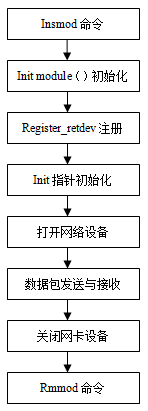 Insmod 命令
Init module（）初始化
Register_retdev 注册
Init 指针初始化
打开网络设备
数据包发送与接收
关闭网卡设备
Rmmod 命令